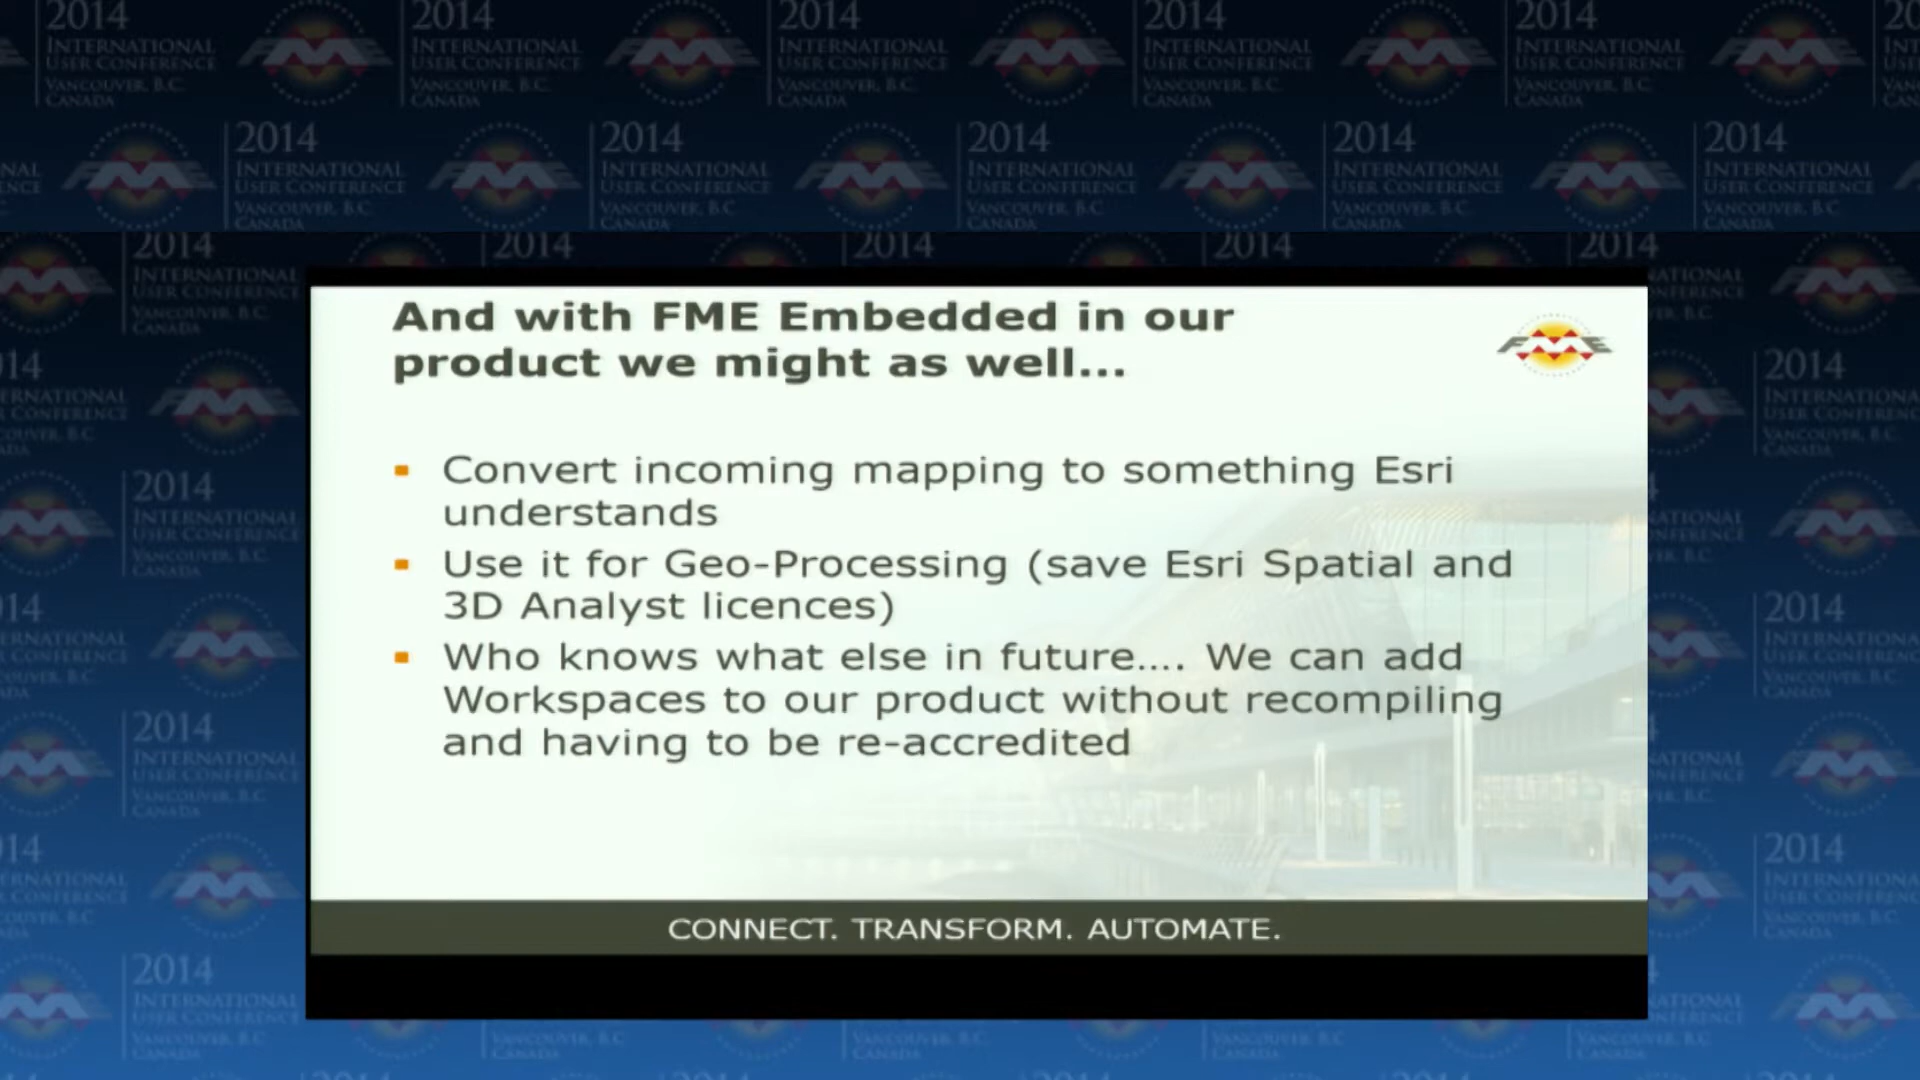 And with FME Embedded in our
product we might as well...
FME
Convert incoming mapping to something Esri
understands
Use it for Geo-Processing (save Esri Spatial and
3D Analyst licences)
Who knows what else in future.... We can add
Workspaces to our product without recompiling
and having to be re-accredited
CONNECT. TRANSFORM. AUTOMATE.
2014
INTERNATIONAL
USER CONFERENCE
VANCOUVER, B.C.
CANADA